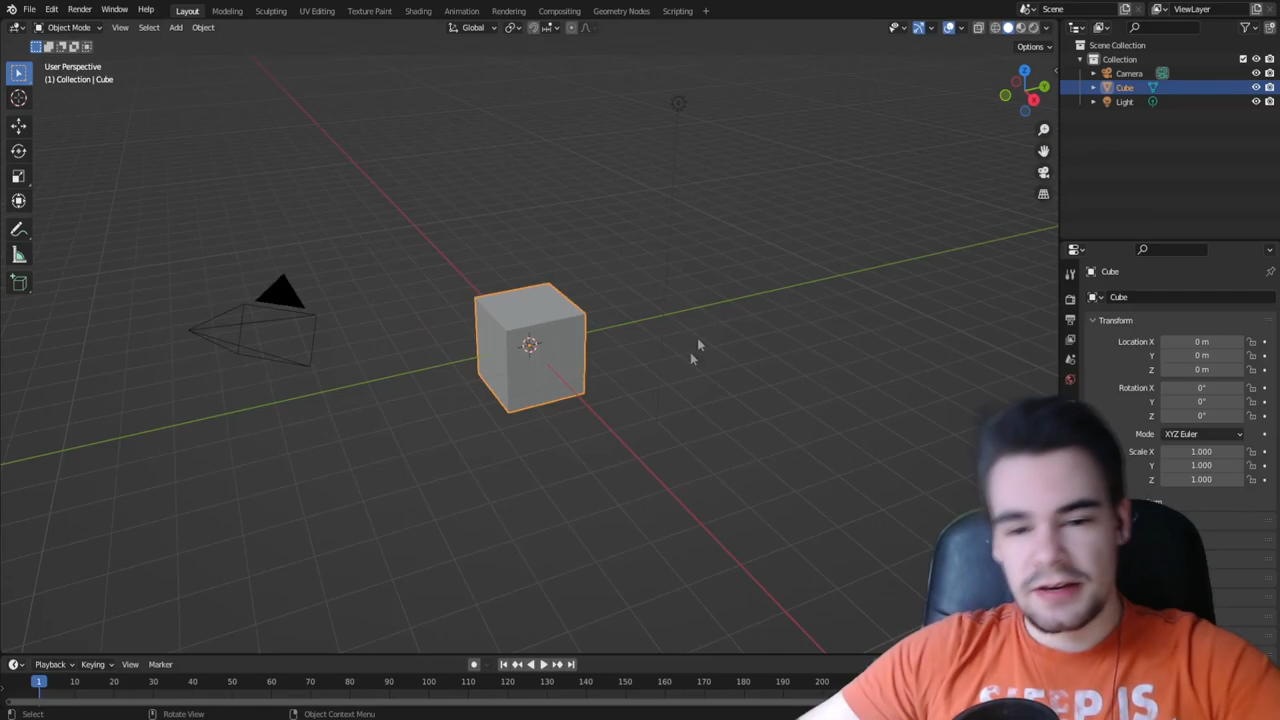 File Edit Render Window Help Layout Modeling Sculpting UV Editing Texture Paint Shading Animation Rendering Compositing Geometry Nodes Scripting + Scene ViewLayer
Object Mode View Select Add Object Global
Options
User Perspective
(1) Collection | Cube
Z
Y
X
Scene Collection
Collection
Camera
Cube
Light
Cube
Cube
Transform
Location X 0 m
Y 0 m
Z 0 m
Rotation X 0°
Y 0°
Z 0°
Mode XYZ Euler
Scale X 1.000
Y 1.000
Z 1.000
Playback Keying View Marker
1 10 20 30 40 50 60 70 80 90 100 110 120 130 140 150 160 170 180 190 200
Select Rotate View Object Context Menu